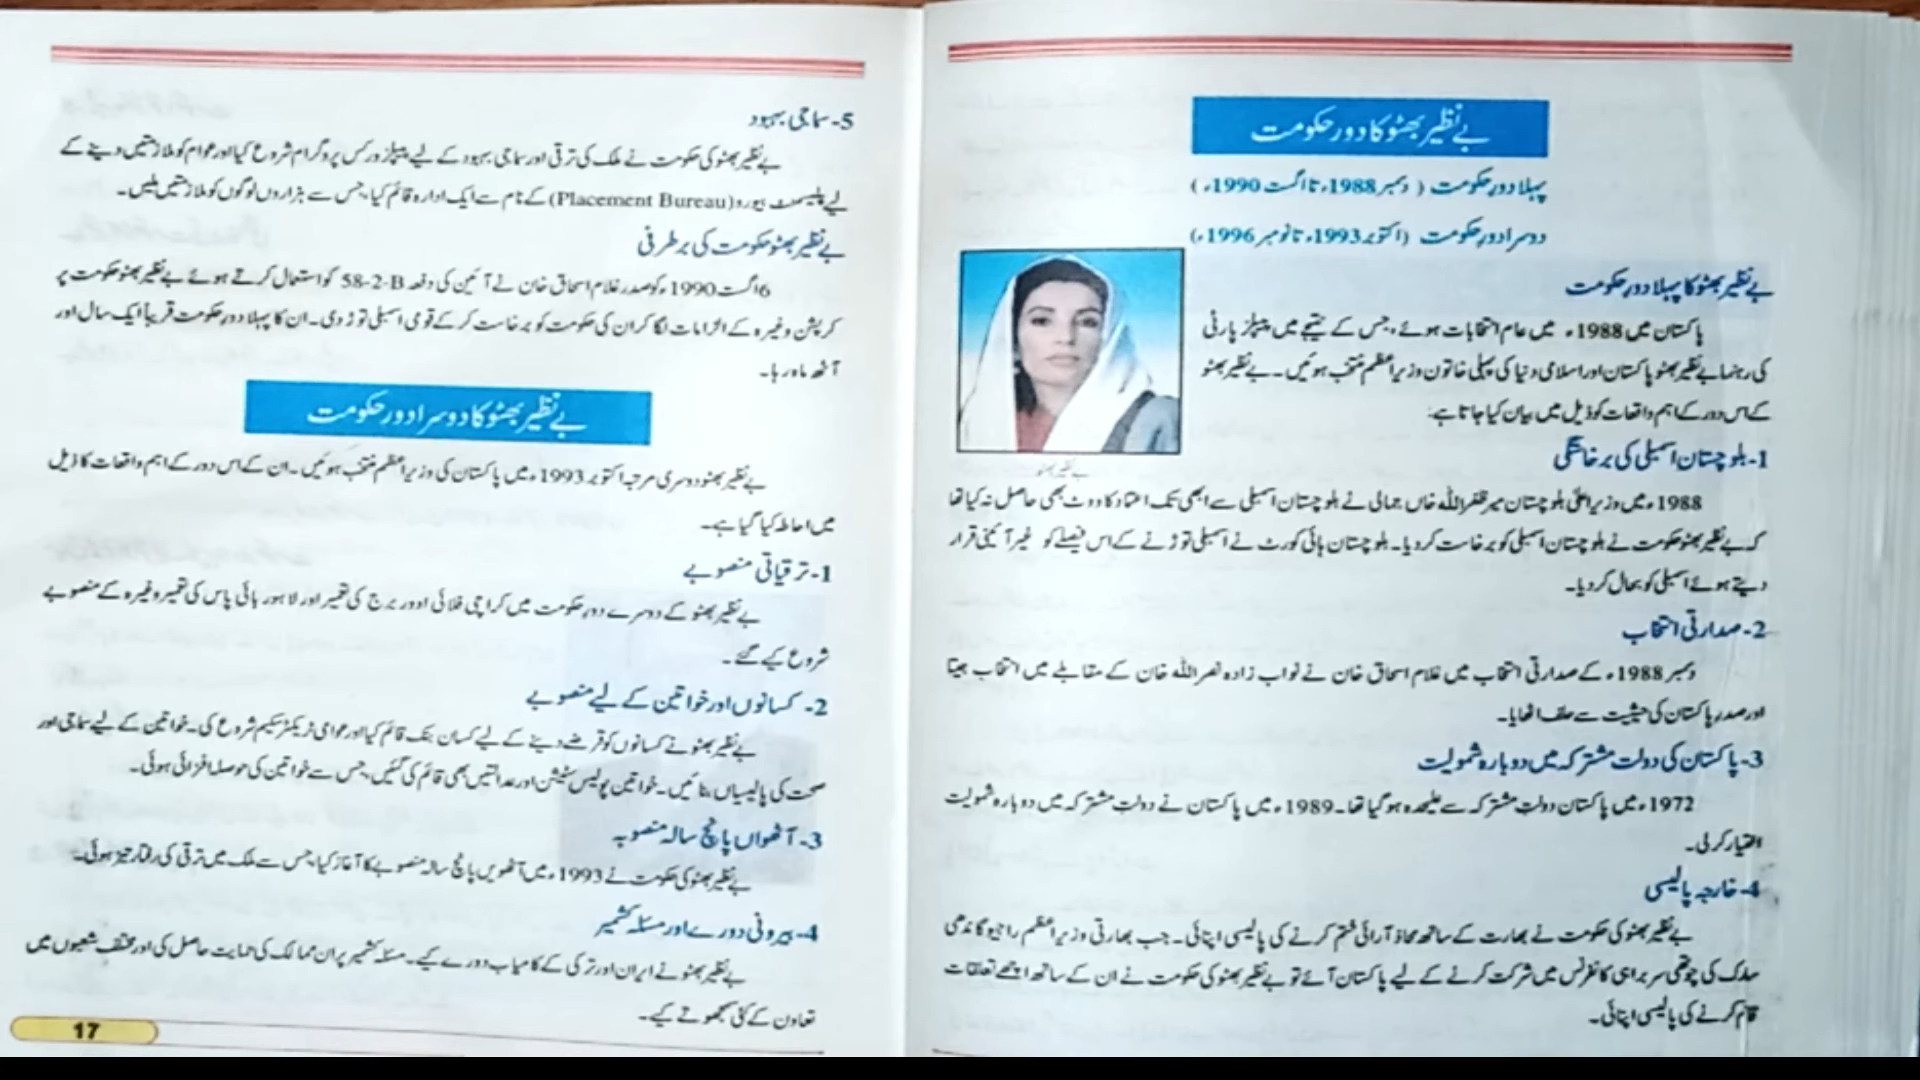 بے نظیر بھٹو کا دورِ حکومت
پہلا دورِ حکومت ( دسمبر 1988ء تا اگست 1990ء )
دوسرا دورِ حکومت (اکتوبر 1993ء تا نومبر 1996ء)
بے نظیر بھٹو کا پہلا دورِ حکومت
پاکستان میں 1988ء میں عام انتخابات ہوئے، جس کے نتیجے میں پیپلز پارٹی
کی رہنما بے نظیر بھٹو پاکستان اور اسلامی دنیا کی پہلی خاتون وزیراعظم منتخب ہوئیں۔ بے نظیر بھٹو
کے اس دور کے اہم واقعات کو ذیل میں بیان کیا جاتا ہے:
بے نظیر بھٹو
1- بلوچستان اسمبلی کی برخاستگی
1988ء میں وزیراعلیٰ بلوچستان میر ظفر اللہ خاں جمالی نے بلوچستان اسمبلی سے ابھی تک اعتماد کا ووٹ بھی حاصل نہ کیا تھا
کہ بے نظیر بھٹو حکومت نے بلوچستان اسمبلی کو برخاست کر دیا۔ بلوچستان ہائی کورٹ نے اسمبلی توڑنے کے اس فیصلے کو غیر آئینی قرار
دیتے ہوئے اسمبلی کو بحال کر دیا۔
2- صدارتی انتخاب
دسمبر 1988ء کے صدارتی انتخاب میں غلام اسحاق خان نے نواب زادہ نصر اللہ خان کے مقابلے میں انتخاب جیتا
اور صدر پاکستان کی حیثیت سے حلف اٹھایا۔
3- پاکستان کی دولت مشترکہ میں دوبارہ شمولیت
1972ء میں پاکستان دولتِ مشترکہ سے علیحدہ ہو گیا تھا۔ 1989ء میں پاکستان نے دولتِ مشترکہ میں دوبارہ شمولیت
اختیار کر لی۔
4- خارجہ پالیسی
بے نظیر بھٹو کی حکومت نے بھارت کے ساتھ محاذ آرائی ختم کرنے کی پالیسی اپنائی۔ جب بھارتی وزیراعظم راجیو گاندھی
سارک کی چوتھی سربراہی کانفرنس میں شرکت کرنے کے لیے پاکستان آئے تو بے نظیر بھٹو کی حکومت نے ان کے ساتھ اچھے تعلقات
قائم کرنے کی پالیسی اپنائی۔
5- سماجی بہبود
بے نظیر بھٹو کی حکومت نے ملک کی ترقی اور سماجی بہبود کے لیے پیپلز ورکس پروگرام شروع کیا اور عوام کو ملازمتیں دینے کے
لیے پلیسمنٹ بیورو (Placement Bureau) کے نام سے ایک ادارہ قائم کیا، جس سے ہزاروں لوگوں کو ملازمتیں ملیں۔
بے نظیر بھٹو حکومت کی برطرفی
6 اگست 1990ء کو صدر غلام اسحاق خان نے آئین کی دفعہ 58-2-B کو استعمال کرتے ہوئے بے نظیر بھٹو حکومت پر
کرپشن وغیرہ کے الزامات لگا کر ان کی حکومت کو برخاست کر کے قومی اسمبلی توڑ دی۔ ان کا پہلا دورِ حکومت قریباً ایک سال اور
آٹھ ماہ رہا۔
بے نظیر بھٹو کا دوسرا دورِ حکومت
بے نظیر بھٹو دوسری مرتبہ اکتوبر 1993ء میں پاکستان کی وزیراعظم منتخب ہوئیں۔ ان کے اس دور کے اہم واقعات کا ذیل
میں احاطہ کیا گیا ہے۔
1- ترقیاتی منصوبے
بے نظیر بھٹو کے دوسرے دورِ حکومت میں کراچی فلائی اوور برج کی تعمیر اور لاہور ہائی پاس کی تعمیر وغیرہ کے منصوبے
شروع کیے گئے۔
2- کسانوں اور خواتین کے لیے منصوبے
بے نظیر بھٹو نے کسانوں کو قرضے دینے کے لیے کسان بنک قائم کیا اور عوامی ٹریکٹر سکیم شروع کی۔ خواتین کے لیے سماجی اور
صحت کی پالیسیاں بنائیں۔ خواتین پولیس سٹیشن اور عدالتیں بھی قائم کی گئیں، جس سے خواتین کی حوصلہ افزائی ہوئی۔
3- آٹھواں پانچ سالہ منصوبہ
بے نظیر بھٹو کی حکومت نے 1993ء میں آٹھویں پانچ سالہ منصوبے کا آغاز کیا، جس سے ملک میں ترقی کی رفتار تیز ہوئی۔
4- بیرونی دورے اور مسئلہ کشمیر
بے نظیر بھٹو نے ایران اور ترکی کے کامیاب دورے کیے۔ مسئلہ کشمیر پر ان ممالک کی حمایت حاصل کی اور مختلف شعبوں میں
تعاون کے کئی سمجھوتے کیے۔
17